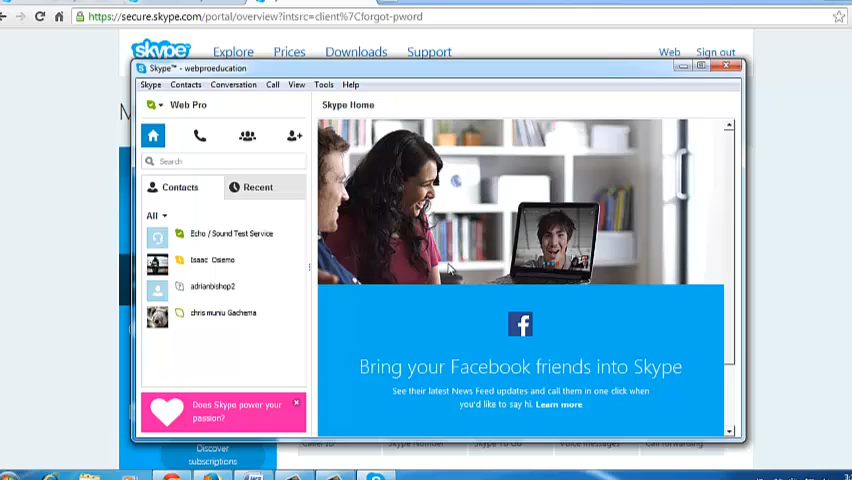 https://secure.skype.com/portal/overview?intsrc=client%7Cforgot-pword
skype Explore Prices Downloads Support Web Sign out
Skype™ - webproeducation
Skype Contacts Conversation Call View Tools Help
Web Pro
Skype Home
Search
Contacts Recent
All
Echo / Sound Test Service
Isaac Osiemo
adrianbishop2
chris muniu Gachema
f
Bring your Facebook friends into Skype
See their latest News Feed updates and call them in one click when
you'd like to say hi. Learn more
Does Skype power your
passion?
Discover
subscriptions